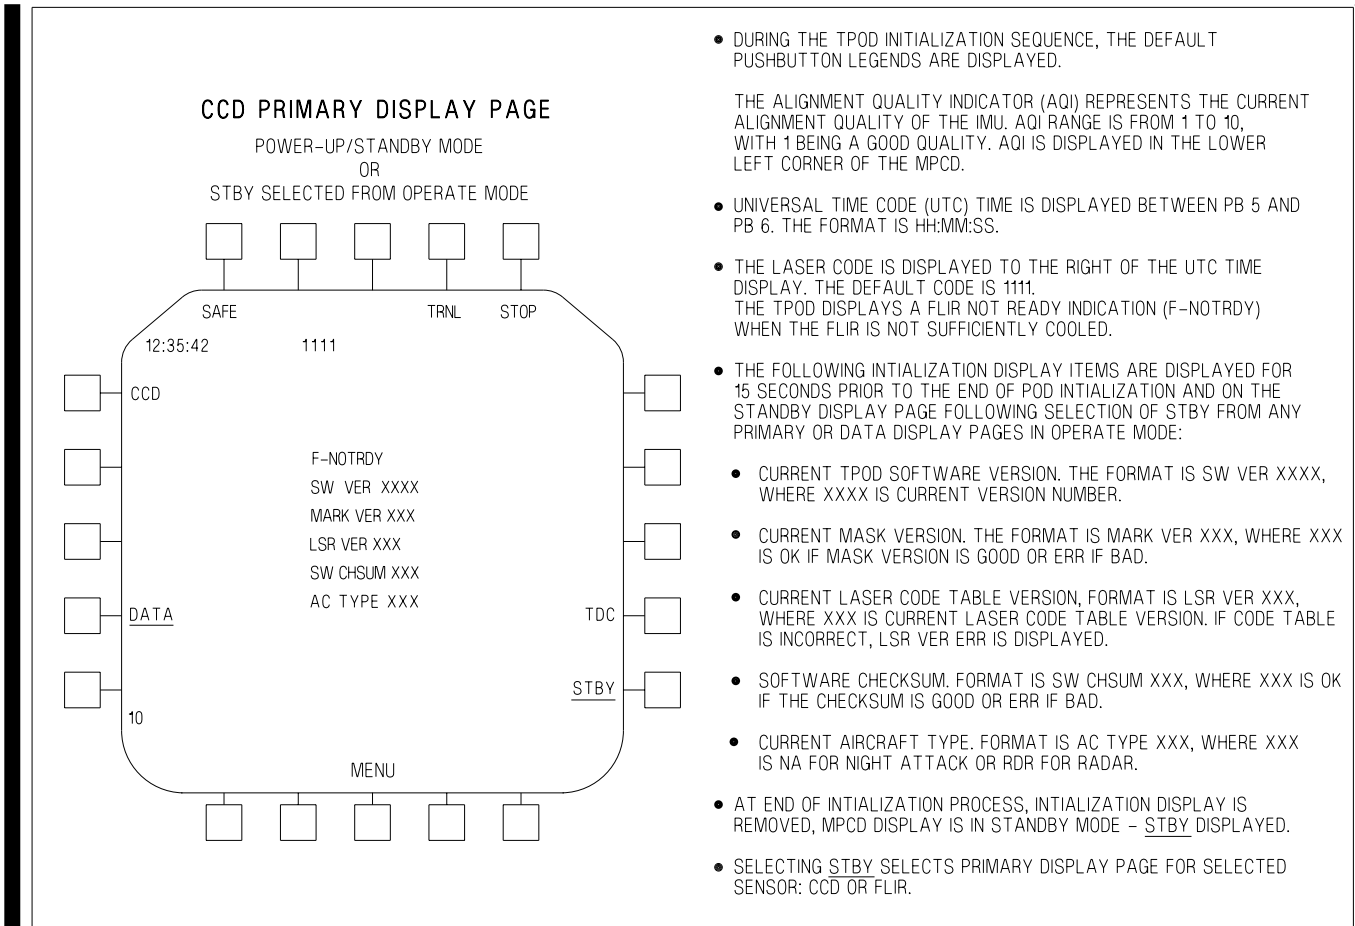 CCD PRIMARY DISPLAY PAGE
POWER-UP/STANDBY MODE
OR
STBY SELECTED FROM OPERATE MODE
SAFE TRNL STOP
12:35:42 1111
CCD
F-NOTRDY
SW VER XXXX
MARK VER XXX
LSR VER XXX
SW CHSUM XXX
AC TYPE XXX
DATA TDC
STBY
10
MENU
• DURING THE TPOD INITIALIZATION SEQUENCE, THE DEFAULT
PUSHBUTTON LEGENDS ARE DISPLAYED.
THE ALIGNMENT QUALITY INDICATOR (AQI) REPRESENTS THE CURRENT
ALIGNMENT QUALITY OF THE IMU. AQI RANGE IS FROM 1 TO 10,
WITH 1 BEING A GOOD QUALITY. AQI IS DISPLAYED IN THE LOWER
LEFT CORNER OF THE MPCD.
• UNIVERSAL TIME CODE (UTC) TIME IS DISPLAYED BETWEEN PB 5 AND
PB 6. THE FORMAT IS HH:MM:SS.
• THE LASER CODE IS DISPLAYED TO THE RIGHT OF THE UTC TIME
DISPLAY. THE DEFAULT CODE IS 1111.
THE TPOD DISPLAYS A FLIR NOT READY INDICATION (F-NOTRDY)
WHEN THE FLIR IS NOT SUFFICIENTLY COOLED.
• THE FOLLOWING INTIALIZATION DISPLAY ITEMS ARE DISPLAYED FOR
15 SECONDS PRIOR TO THE END OF POD INTIALIZATION AND ON THE
STANDBY DISPLAY PAGE FOLLOWING SELECTION OF STBY FROM ANY
PRIMARY OR DATA DISPLAY PAGES IN OPERATE MODE:
• CURRENT TPOD SOFTWARE VERSION. THE FORMAT IS SW VER XXXX,
WHERE XXXX IS CURRENT VERSION NUMBER.
• CURRENT MASK VERSION. THE FORMAT IS MARK VER XXX, WHERE XXX
IS OK IF MASK VERSION IS GOOD OR ERR IF BAD.
• CURRENT LASER CODE TABLE VERSION, FORMAT IS LSR VER XXX,
WHERE XXX IS CURRENT LASER CODE TABLE VERSION. IF CODE TABLE
IS INCORRECT, LSR VER ERR IS DISPLAYED.
• SOFTWARE CHECKSUM. FORMAT IS SW CHSUM XXX, WHERE XXX IS OK
IF THE CHECKSUM IS GOOD OR ERR IF BAD.
• CURRENT AIRCRAFT TYPE. FORMAT IS AC TYPE XXX, WHERE XXX
IS NA FOR NIGHT ATTACK OR RDR FOR RADAR.
• AT END OF INTIALIZATION PROCESS, INTIALIZATION DISPLAY IS
REMOVED, MPCD DISPLAY IS IN STANDBY MODE - STBY DISPLAYED.
• SELECTING STBY SELECTS PRIMARY DISPLAY PAGE FOR SELECTED
SENSOR: CCD OR FLIR.